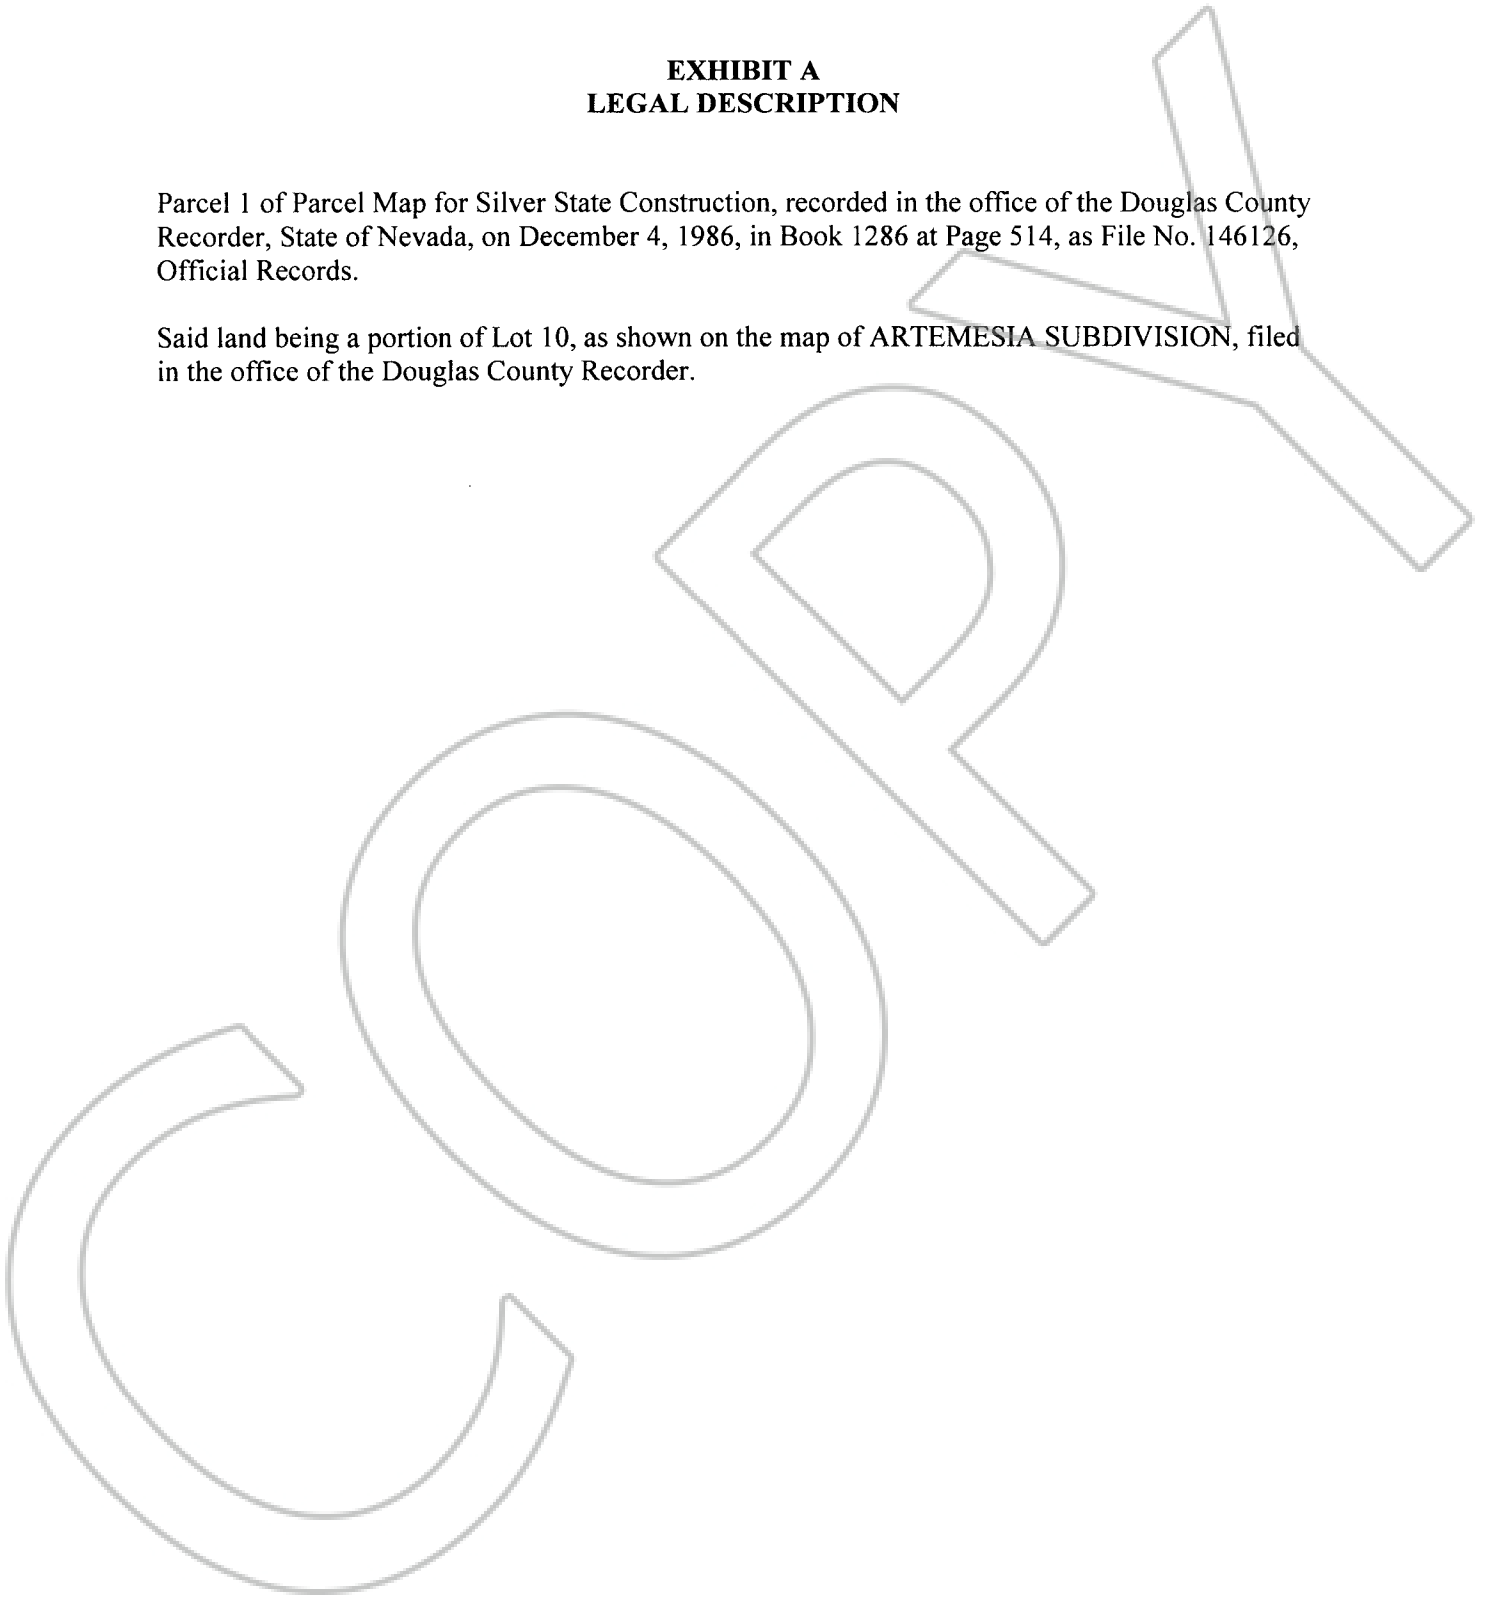 EXHIBIT A
LEGAL DESCRIPTION
Parcel 1 of Parcel Map for Silver State Construction, recorded in the office of the Douglas County
Recorder, State of Nevada, on December 4, 1986, in Book 1286 at Page 514, as File No. 146126,
Official Records.
Said land being a portion of Lot 10, as shown on the map of ARTEMESIA SUBDIVISION, filed
in the office of the Douglas County Recorder.
COPY